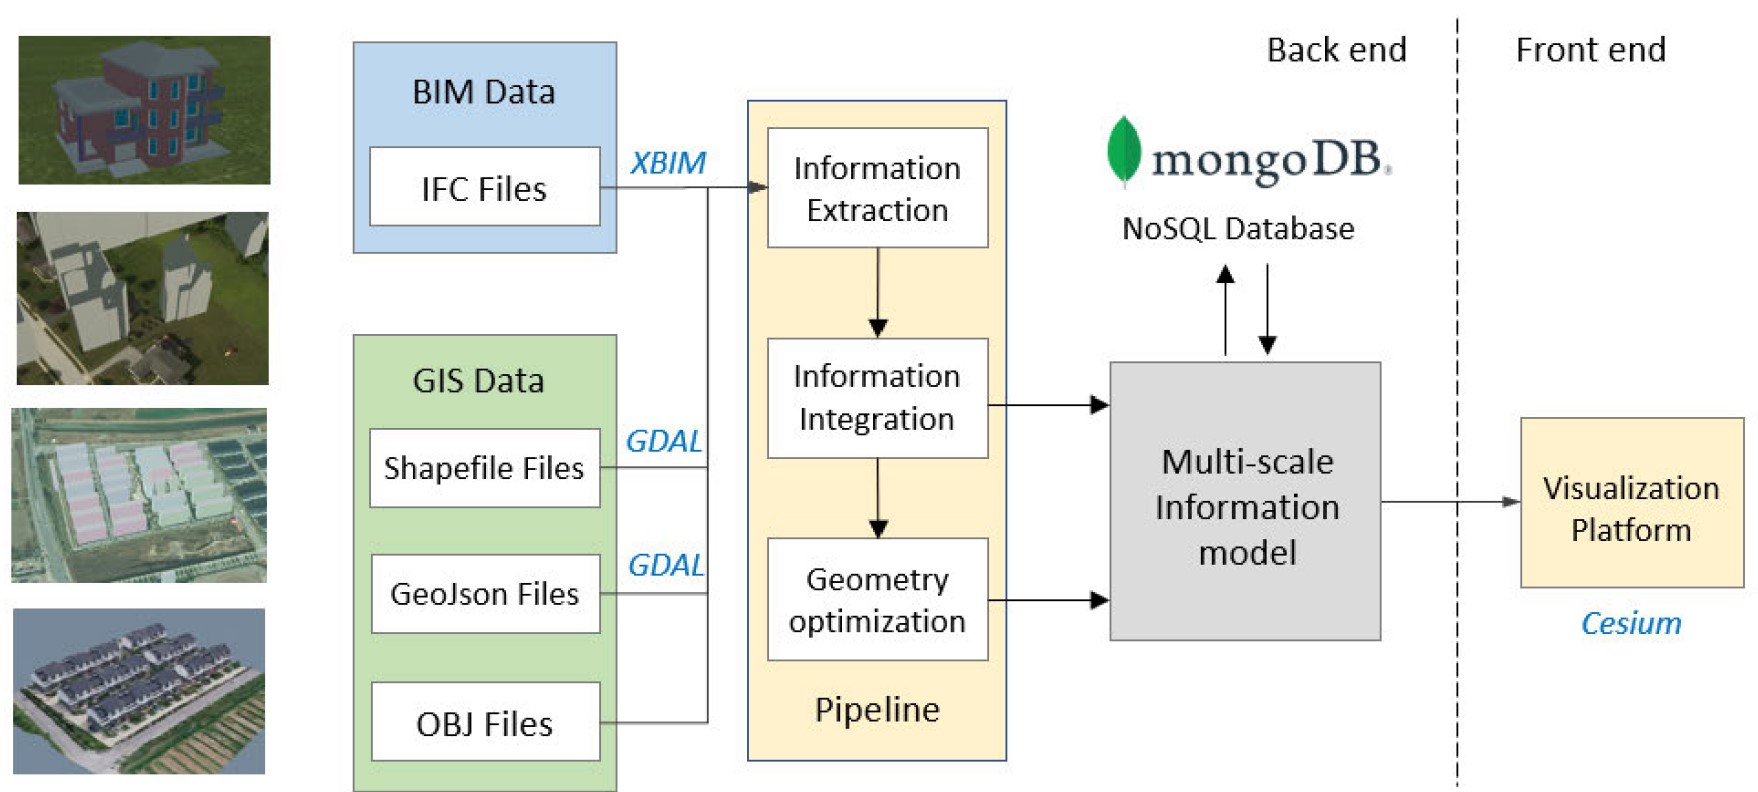 Back end
Front end
BIM Data
IFC Files
XBIM
GIS Data
Shapefile Files
GDAL
GeoJson Files
GDAL
OBJ Files
Information
Extraction
Information
Integration
Geometry
optimization
Pipeline
mongoDB®
NoSQL Database
Multi-scale
Information
model
Visualization
Platform
Cesium